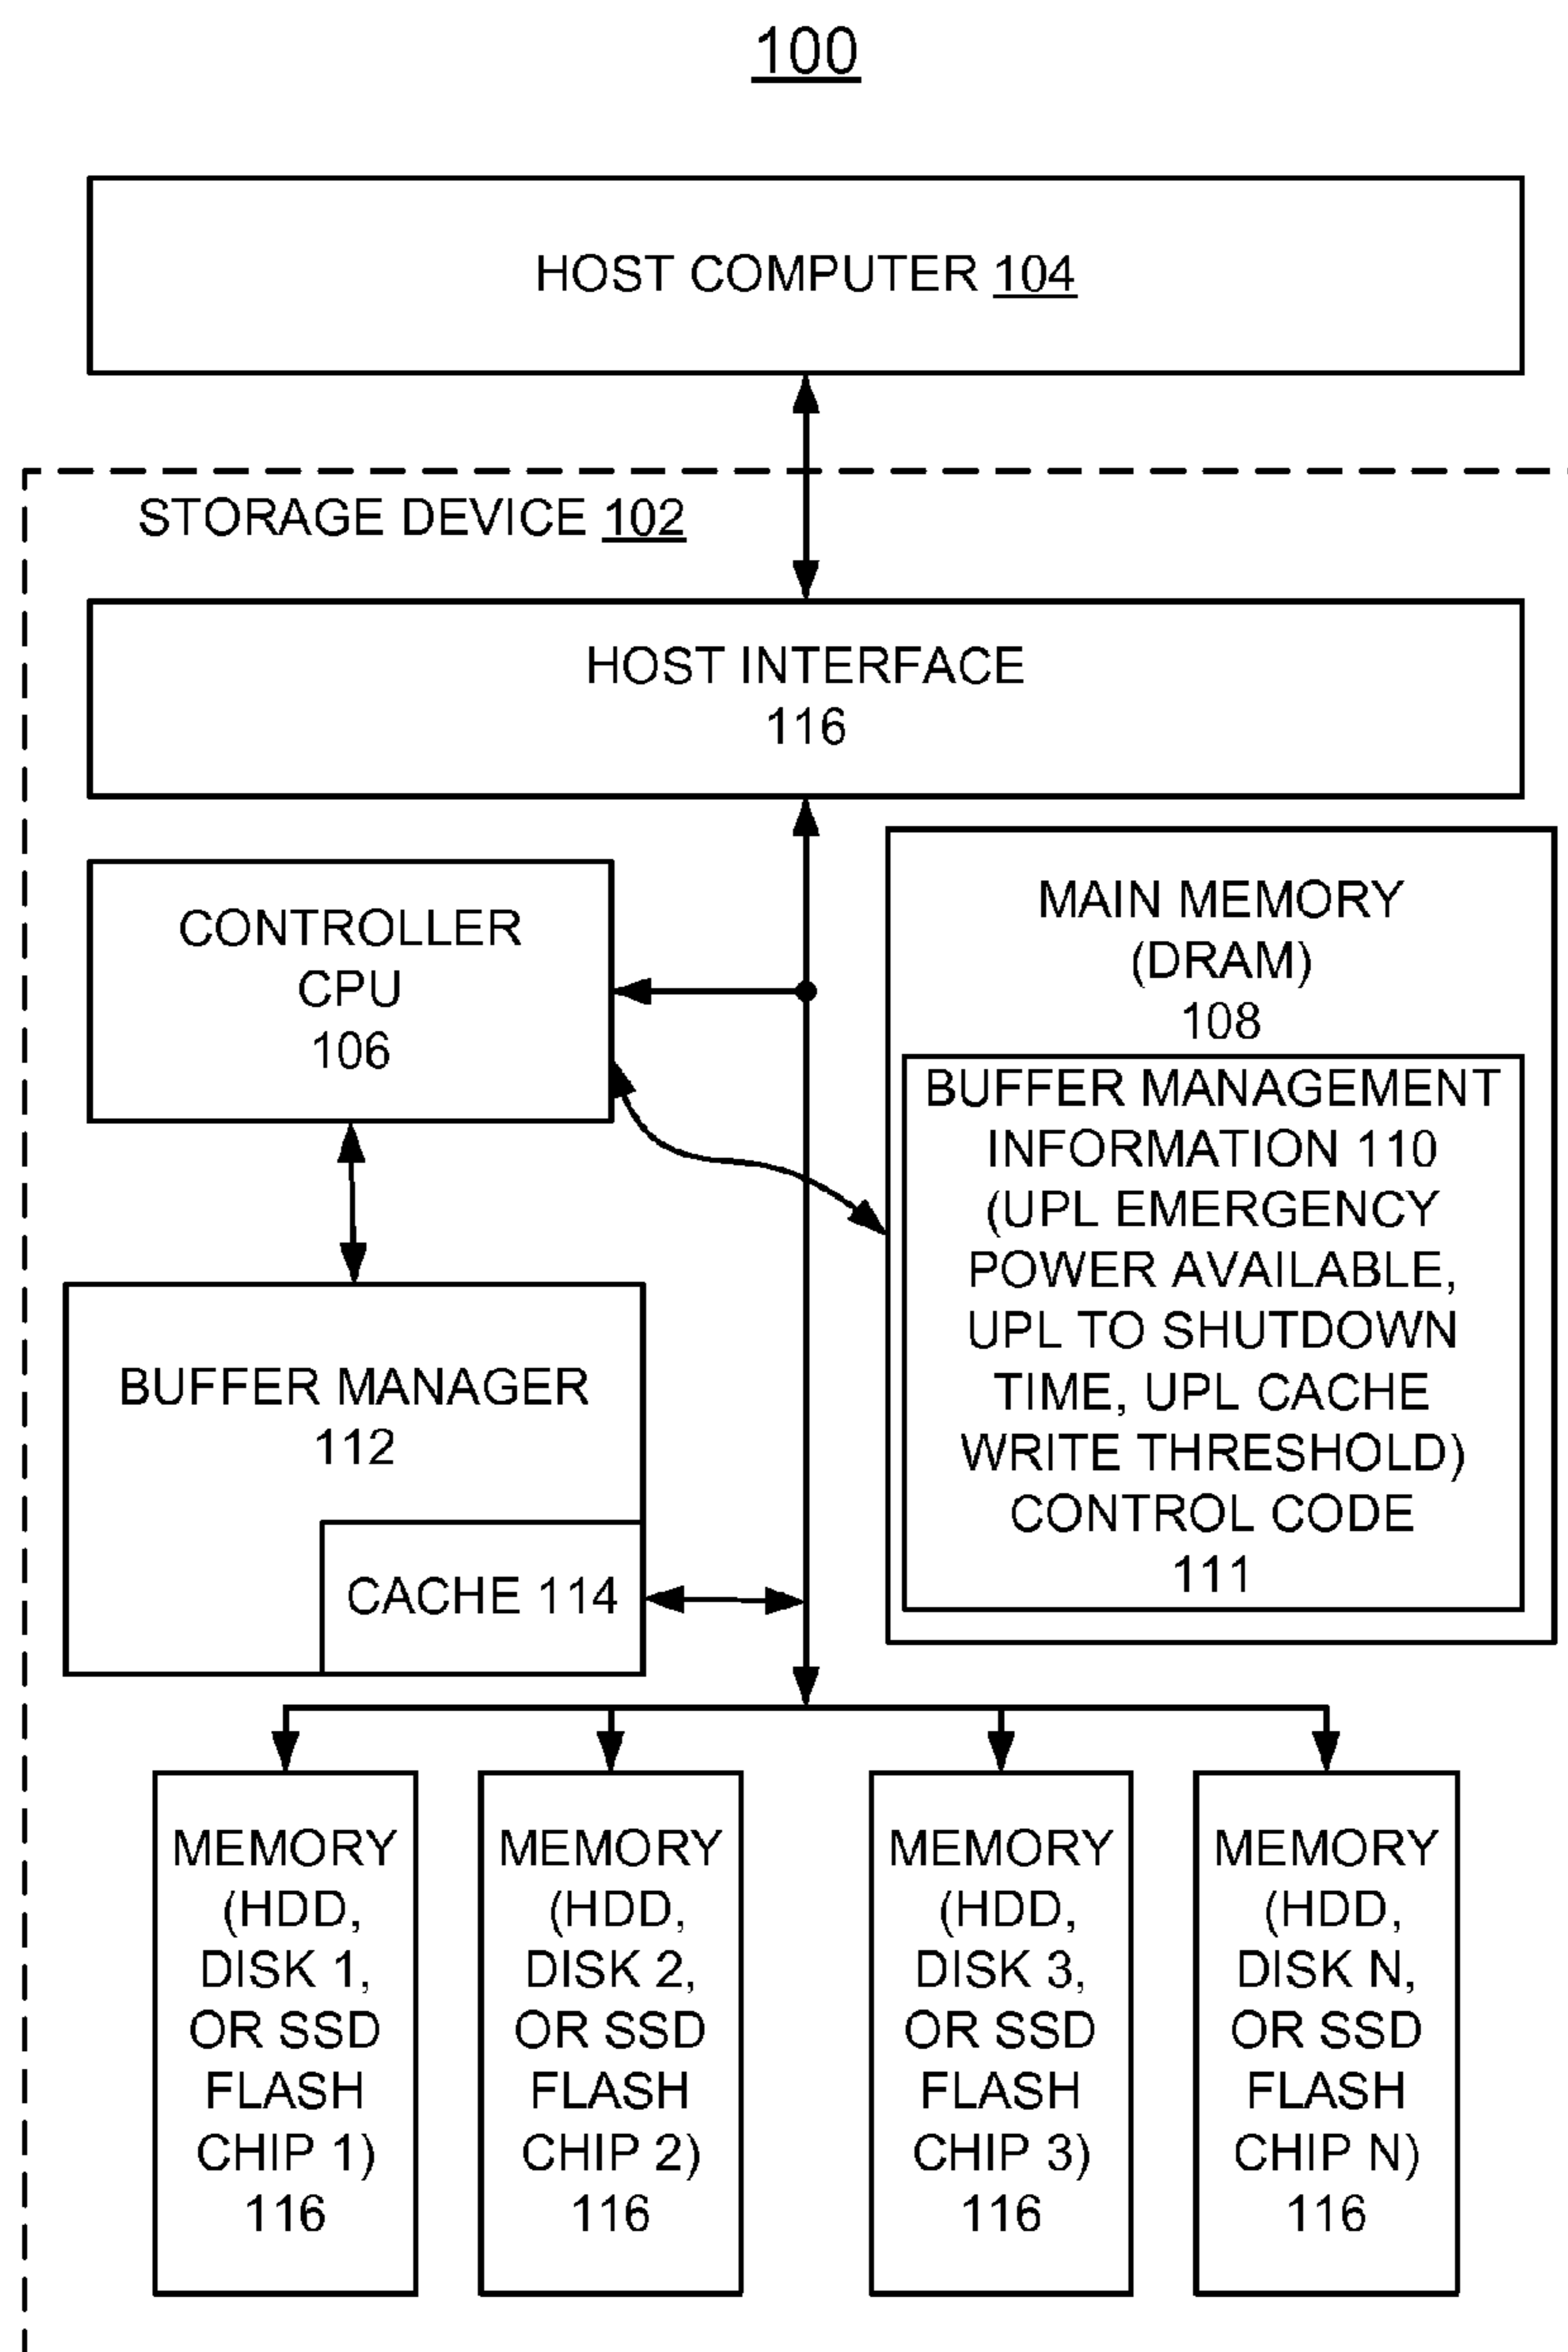 100
HOST COMPUTER 104
STORAGE DEVICE 102
HOST INTERFACE
116
CONTROLLER
CPU
106
MAIN MEMORY
(DRAM)
108
BUFFER MANAGEMENT
INFORMATION 110
(UPL EMERGENCY
POWER AVAILABLE,
UPL TO SHUTDOWN
TIME, UPL CACHE
WRITE THRESHOLD)
CONTROL CODE
111
BUFFER MANAGER
112
CACHE 114
MEMORY
(HDD,
DISK 1,
OR SSD
FLASH
CHIP 1)
116
MEMORY
(HDD,
DISK 2,
OR SSD
FLASH
CHIP 2)
116
MEMORY
(HDD,
DISK 3,
OR SSD
FLASH
CHIP 3)
116
MEMORY
(HDD,
DISK N,
OR SSD
FLASH
CHIP N)
116